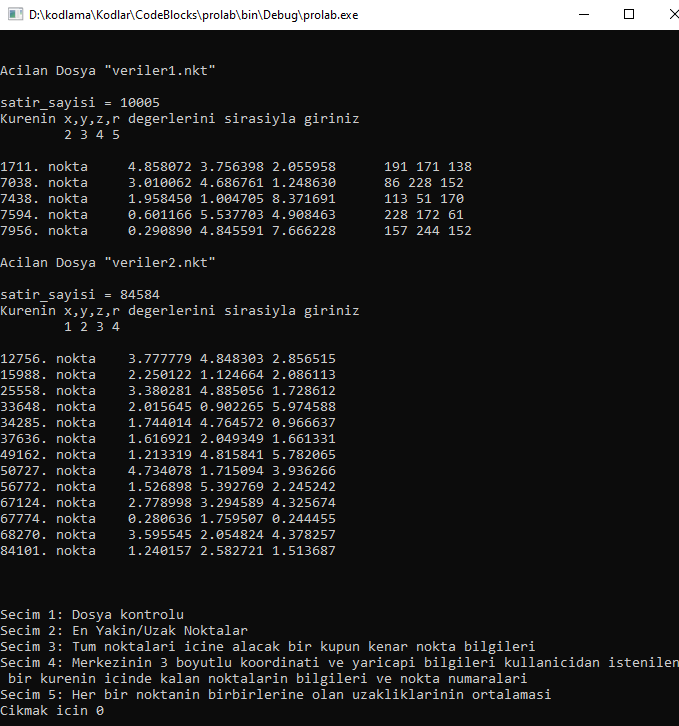 D:\kodlama\Kodlar\CodeBlocks\prolab\bin\Debug\prolab.exe
Acilan Dosya "veriler1.nkt"
satir_sayisi = 10005
Kurenin x,y,z,r degerlerini sirasiyla giriniz
2 3 4 5
1711. nokta 4.858072 3.756398 2.055958 191 171 138
7038. nokta 3.010062 4.686761 1.248630 86 228 152
7438. nokta 1.958450 1.004705 8.371691 113 51 170
7594. nokta 0.601166 5.537703 4.908463 228 172 61
7956. nokta 0.290890 4.845591 7.666228 157 244 152
Acilan Dosya "veriler2.nkt"
satir_sayisi = 84584
Kurenin x,y,z,r degerlerini sirasiyla giriniz
1 2 3 4
12756. nokta 3.777779 4.848303 2.856515
15988. nokta 2.250122 1.124664 2.086113
25558. nokta 3.380281 4.885056 1.728612
33648. nokta 2.015645 0.902265 5.974588
34285. nokta 1.744014 4.764572 0.966637
37636. nokta 1.616921 2.049349 1.661331
49162. nokta 1.213319 4.815841 5.782065
50727. nokta 4.734078 1.715094 3.936266
56772. nokta 1.526898 5.392769 2.245242
67124. nokta 2.778998 3.294589 4.325674
67774. nokta 0.280636 1.759507 0.244455
68270. nokta 3.595545 2.054824 4.378257
84101. nokta 1.240157 2.582721 1.513687
Secim 1: Dosya kontrolu
Secim 2: En Yakin/Uzak Noktalar
Secim 3: Tum noktalari icine alacak bir kupun kenar nokta bilgileri
Secim 4: Merkezinin 3 boyutlu koordinati ve yaricapi bilgileri kullanicidan istenilen
bir kurenin icinde kalan noktalarin bilgileri ve nokta numaralari
Secim 5: Her bir noktanin birbirlerine olan uzakliklarinin ortalamasi
Cikmak icin 0